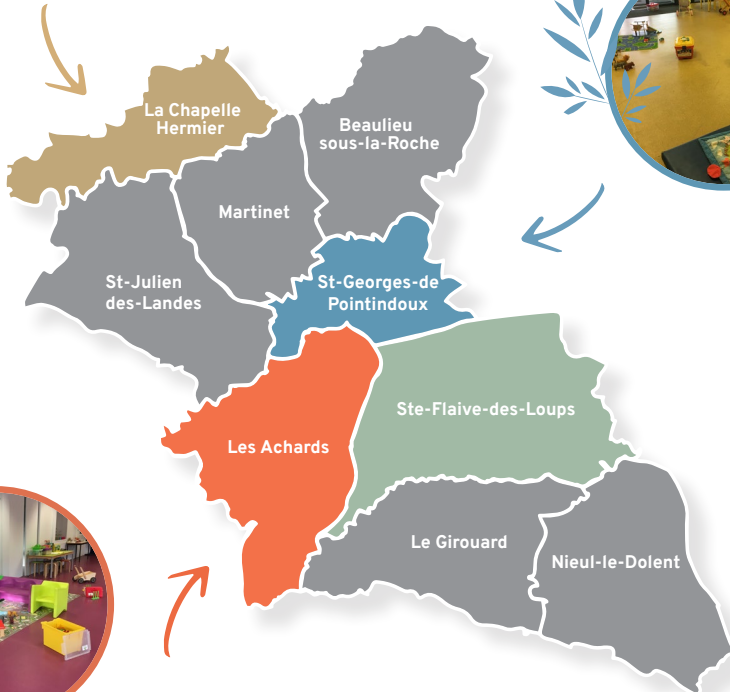 La Chapelle
Hermier
Beaulieu
sous-la-Roche
Martinet
St-Julien
des-Landes
St-Georges-de
Pointindoux
Ste-Flaive-des-Loups
Les Achards
Le Girouard
Nieul-le-Dolent